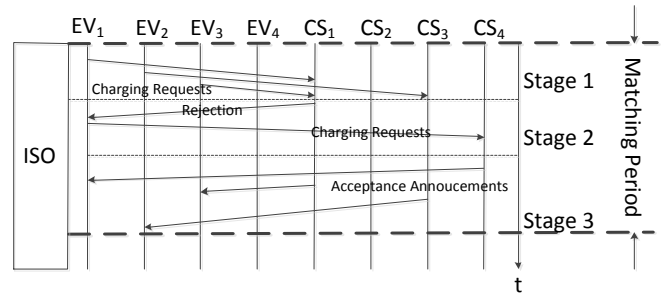 EV1 EV2 EV3 EV4 CS1 CS2 CS3 CS4
Stage 1
Charging Requests
Rejection
Charging Requests
Stage 2
ISO
Matching Period
Acceptance Annoucements
Stage 3
t